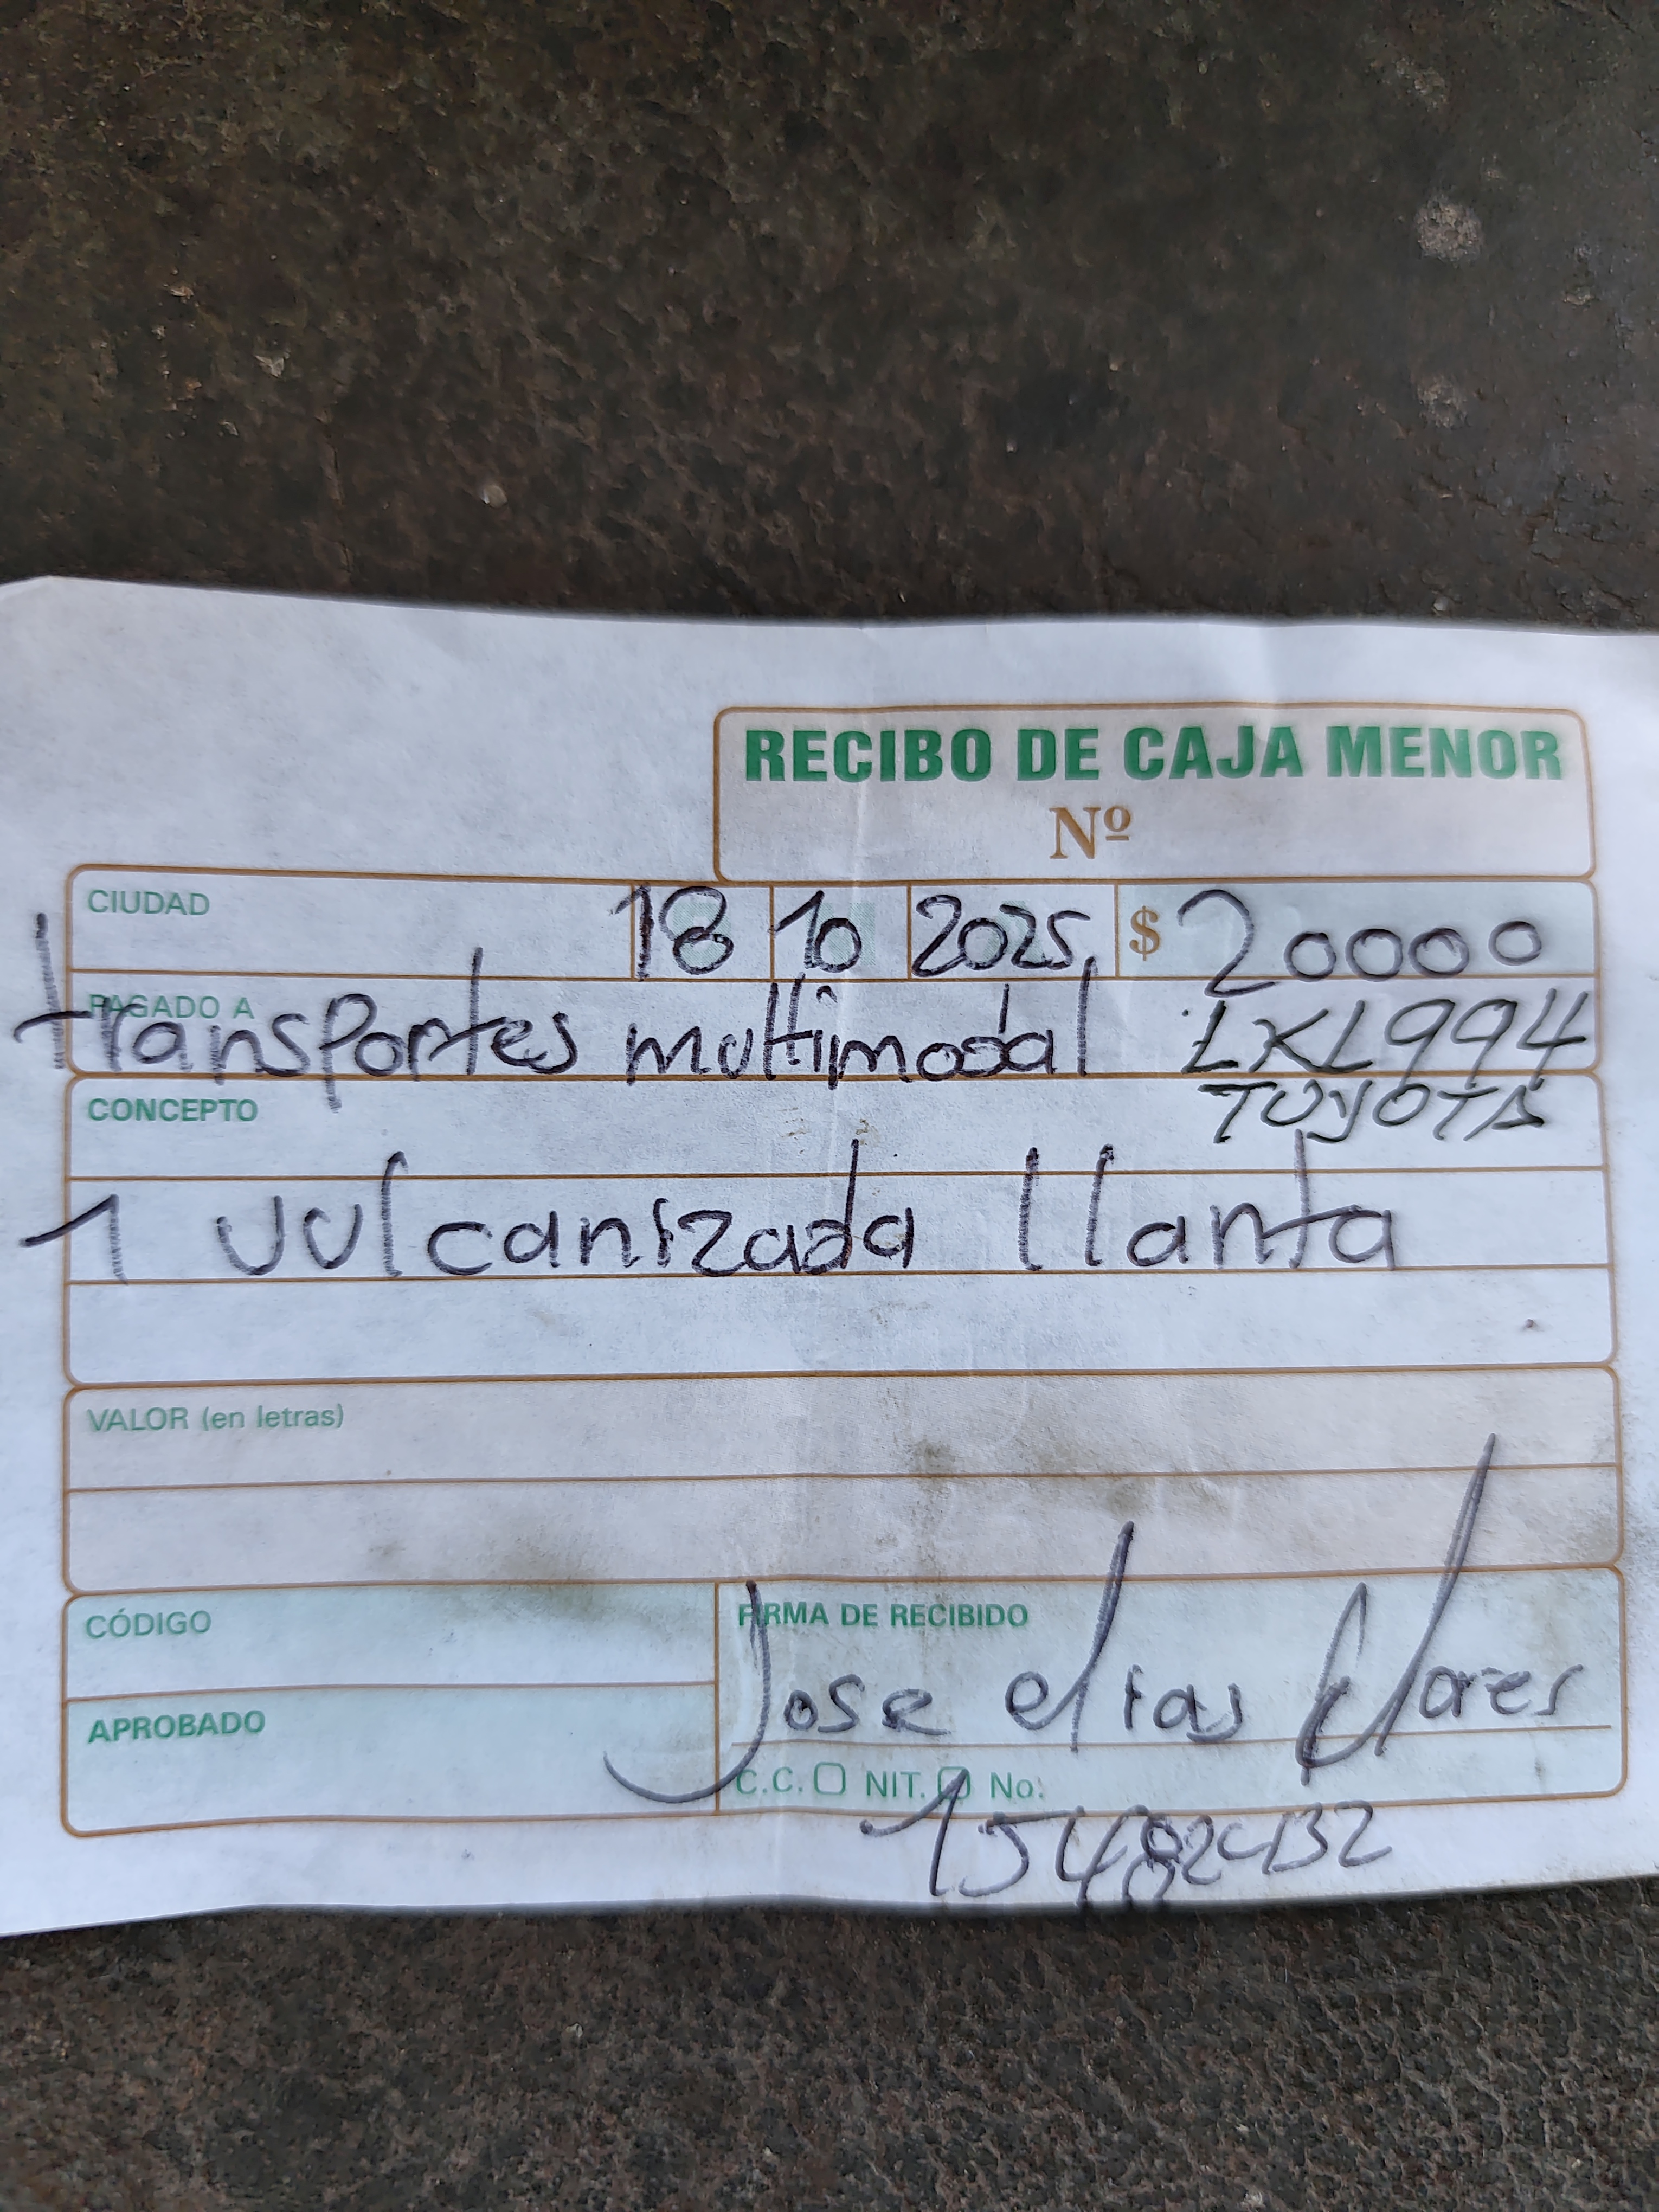 RECIBO DE CAJA MENOR
Nº
CIUDAD 18 10 2025 $ 20000
PAGADO A
transportes multimodal LXL994
TOYOTA
CONCEPTO
1 vulcanizada llanta
VALOR (en letras)
CÓDIGO
FIRMA DE RECIBIDO
Jose elias flores
APROBADO
C.C. NIT. No.